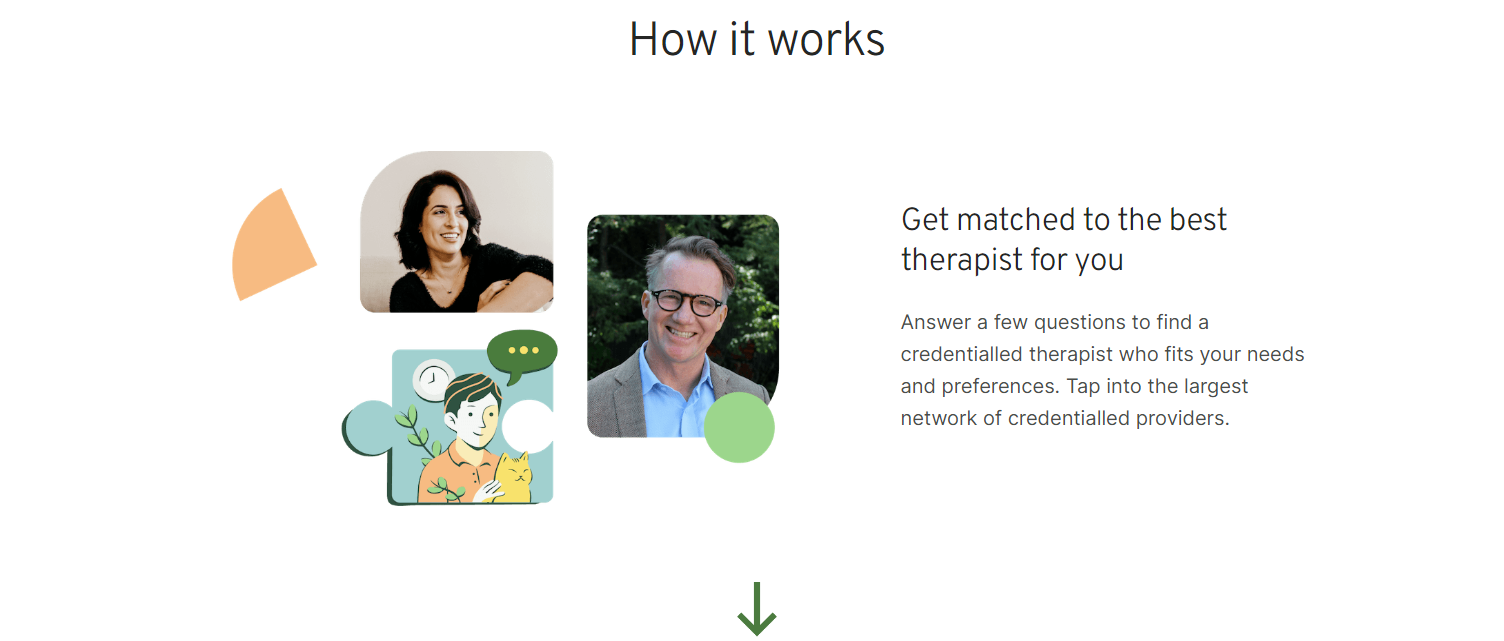 How it works
Get matched to the best
therapist for you
Answer a few questions to find a
credentialled therapist who fits your needs
and preferences. Tap into the largest
network of credentialled providers.